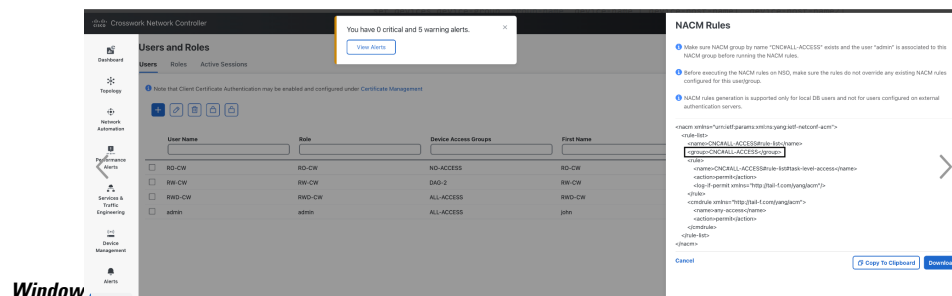 CISCO Crosswork Network Controller
You have 0 critical and 5 warning alerts.
View Alerts
Dashboard
Topology
Network
Automation
Performance
Alerts
Services &
Traffic
Engineering
Device
Management
Alerts
Users and Roles
Users Roles Active Sessions
Note that Client Certificate Authentication may be enabled and configured under Certificate Management
User Name Role Device Access Groups First Name
RO-CW RO-CW NO-ACCESS RO-CW
RW-CW RW-CW DAG-2 RW-CW
RWD-CW RWD-CW ALL-ACCESS RWD-CW
admin admin ALL-ACCESS john
NACM Rules
Make sure NACM group by name "CNC#ALL-ACCESS" exists and the user "admin" is associated to this
NACM group before running the NACM rules.
Before executing the NACM rules on NSO, make sure the rules do not override any existing NACM rules
configured for this user/group.
NACM rules generation is supported only for local DB users and not for users configured on external
authentication servers.
<nacm xmlns="urn:ietf:params:xml:ns:yang:ietf-netconf-acm">
<rule-list>
<name>CNC#ALL-ACCESS#rule-list</name>
<group>CNC#ALL-ACCESS</group>
<rule>
<name>CNC#ALL-ACCESS#rule-list#task-level-access</name>
<action>permit</action>
<log-if-permit xmlns="http://tail-f.com/yang/acm"/>
</rule>
<cmdrule xmlns="http://tail-f.com/yang/acm">
<name>any-access</name>
<action>permit</action>
</cmdrule>
</rule-list>
</nacm>
Cancel
Copy To Clipboard
Downloa
Window